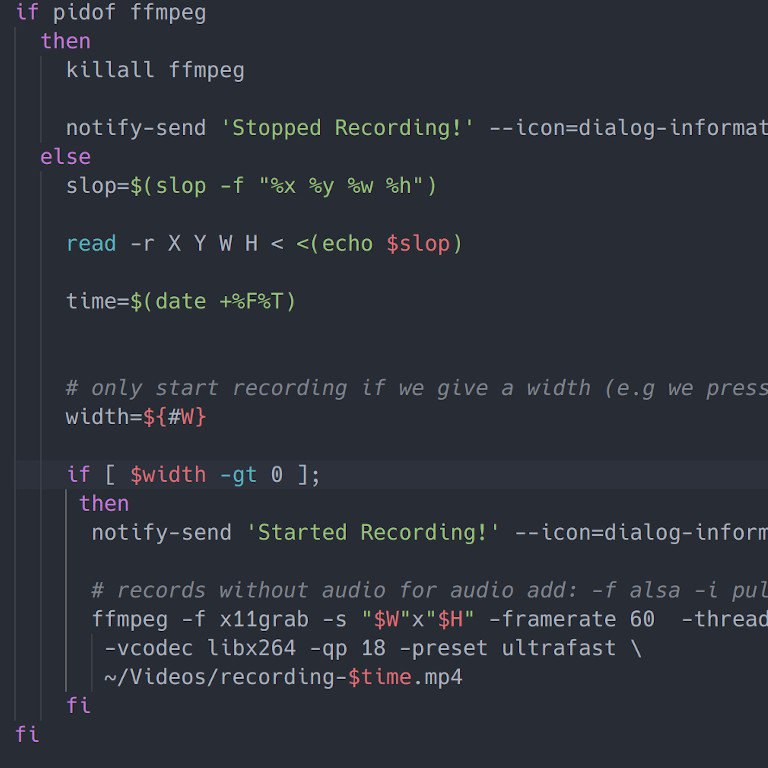 if pidof ffmpeg
then
killall ffmpeg
notify-send 'Stopped Recording!' --icon=dialog-informat
else
slop=$(slop -f "%x %y %w %h")
read -r X Y W H < <(echo $slop)
time=$(date +%F%T)
# only start recording if we give a width (e.g we press
width=${#W}
if [ $width -gt 0 ];
then
notify-send 'Started Recording!' --icon=dialog-inform
# records without audio for audio add: -f alsa -i pul
ffmpeg -f x11grab -s "$W"x"$H" -framerate 60  -thread
-vcodec libx264 -qp 18 -preset ultrafast \
~/Videos/recording-$time.mp4
fi
fi